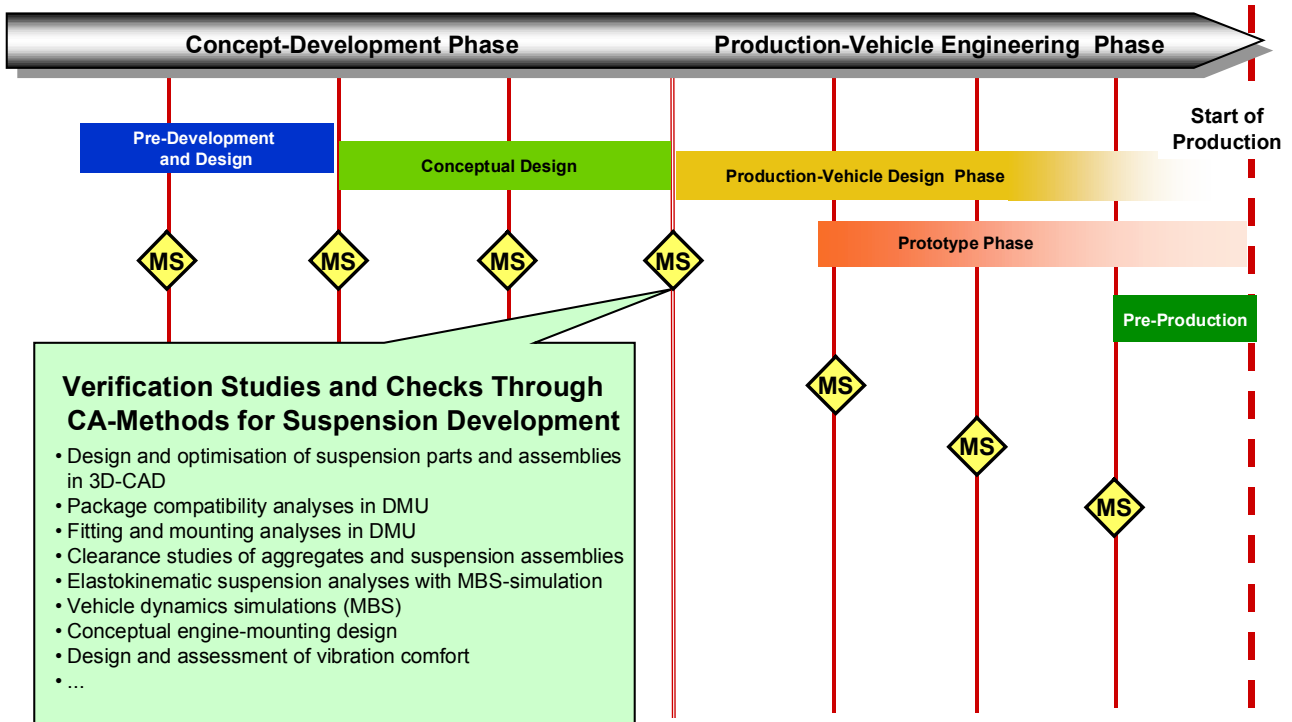 Concept-Development Phase
Production-Vehicle Engineering Phase
Start of
Production
Pre-Development
and Design
Conceptual Design
Production-Vehicle Design Phase
Prototype Phase
MS
MS
MS
MS
Pre-Production
Verification Studies and Checks Through
CA-Methods for Suspension Development
• Design and optimisation of suspension parts and assemblies
in 3D-CAD
• Package compatibility analyses in DMU
• Fitting and mounting analyses in DMU
• Clearance studies of aggregates and suspension assemblies
• Elastokinematic suspension analyses with MBS-simulation
• Vehicle dynamics simulations (MBS)
• Conceptual engine-mounting design
• Design and assessment of vibration comfort
• ...
MS
MS
MS